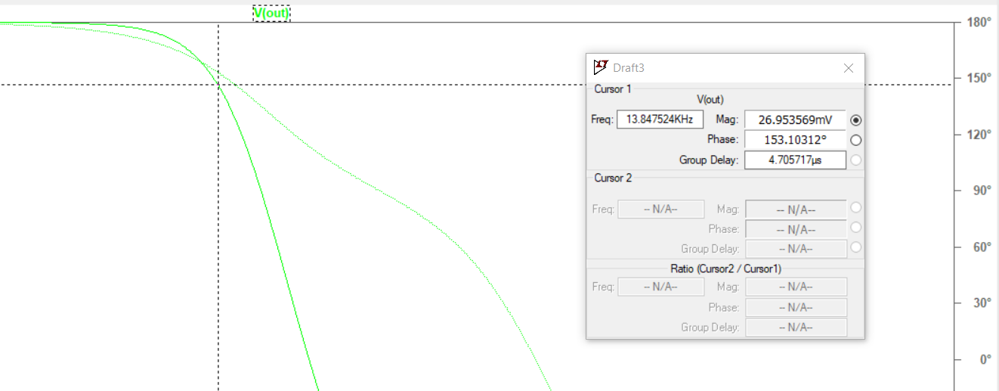 V(out)
180°
150°
120°
90°
60°
30°
0°
Draft3
Cursor 1
V(out)
Freq: 13.847524KHz Mag: 26.953569mV
Phase: 153.10312°
Group Delay: 4.705717µs
Cursor 2
Freq: -- N/A-- Mag: -- N/A--
Phase: -- N/A--
Group Delay: -- N/A--
Ratio (Cursor2 / Cursor1)
Freq: -- N/A-- Mag: -- N/A--
Phase: -- N/A--
Group Delay: -- N/A--